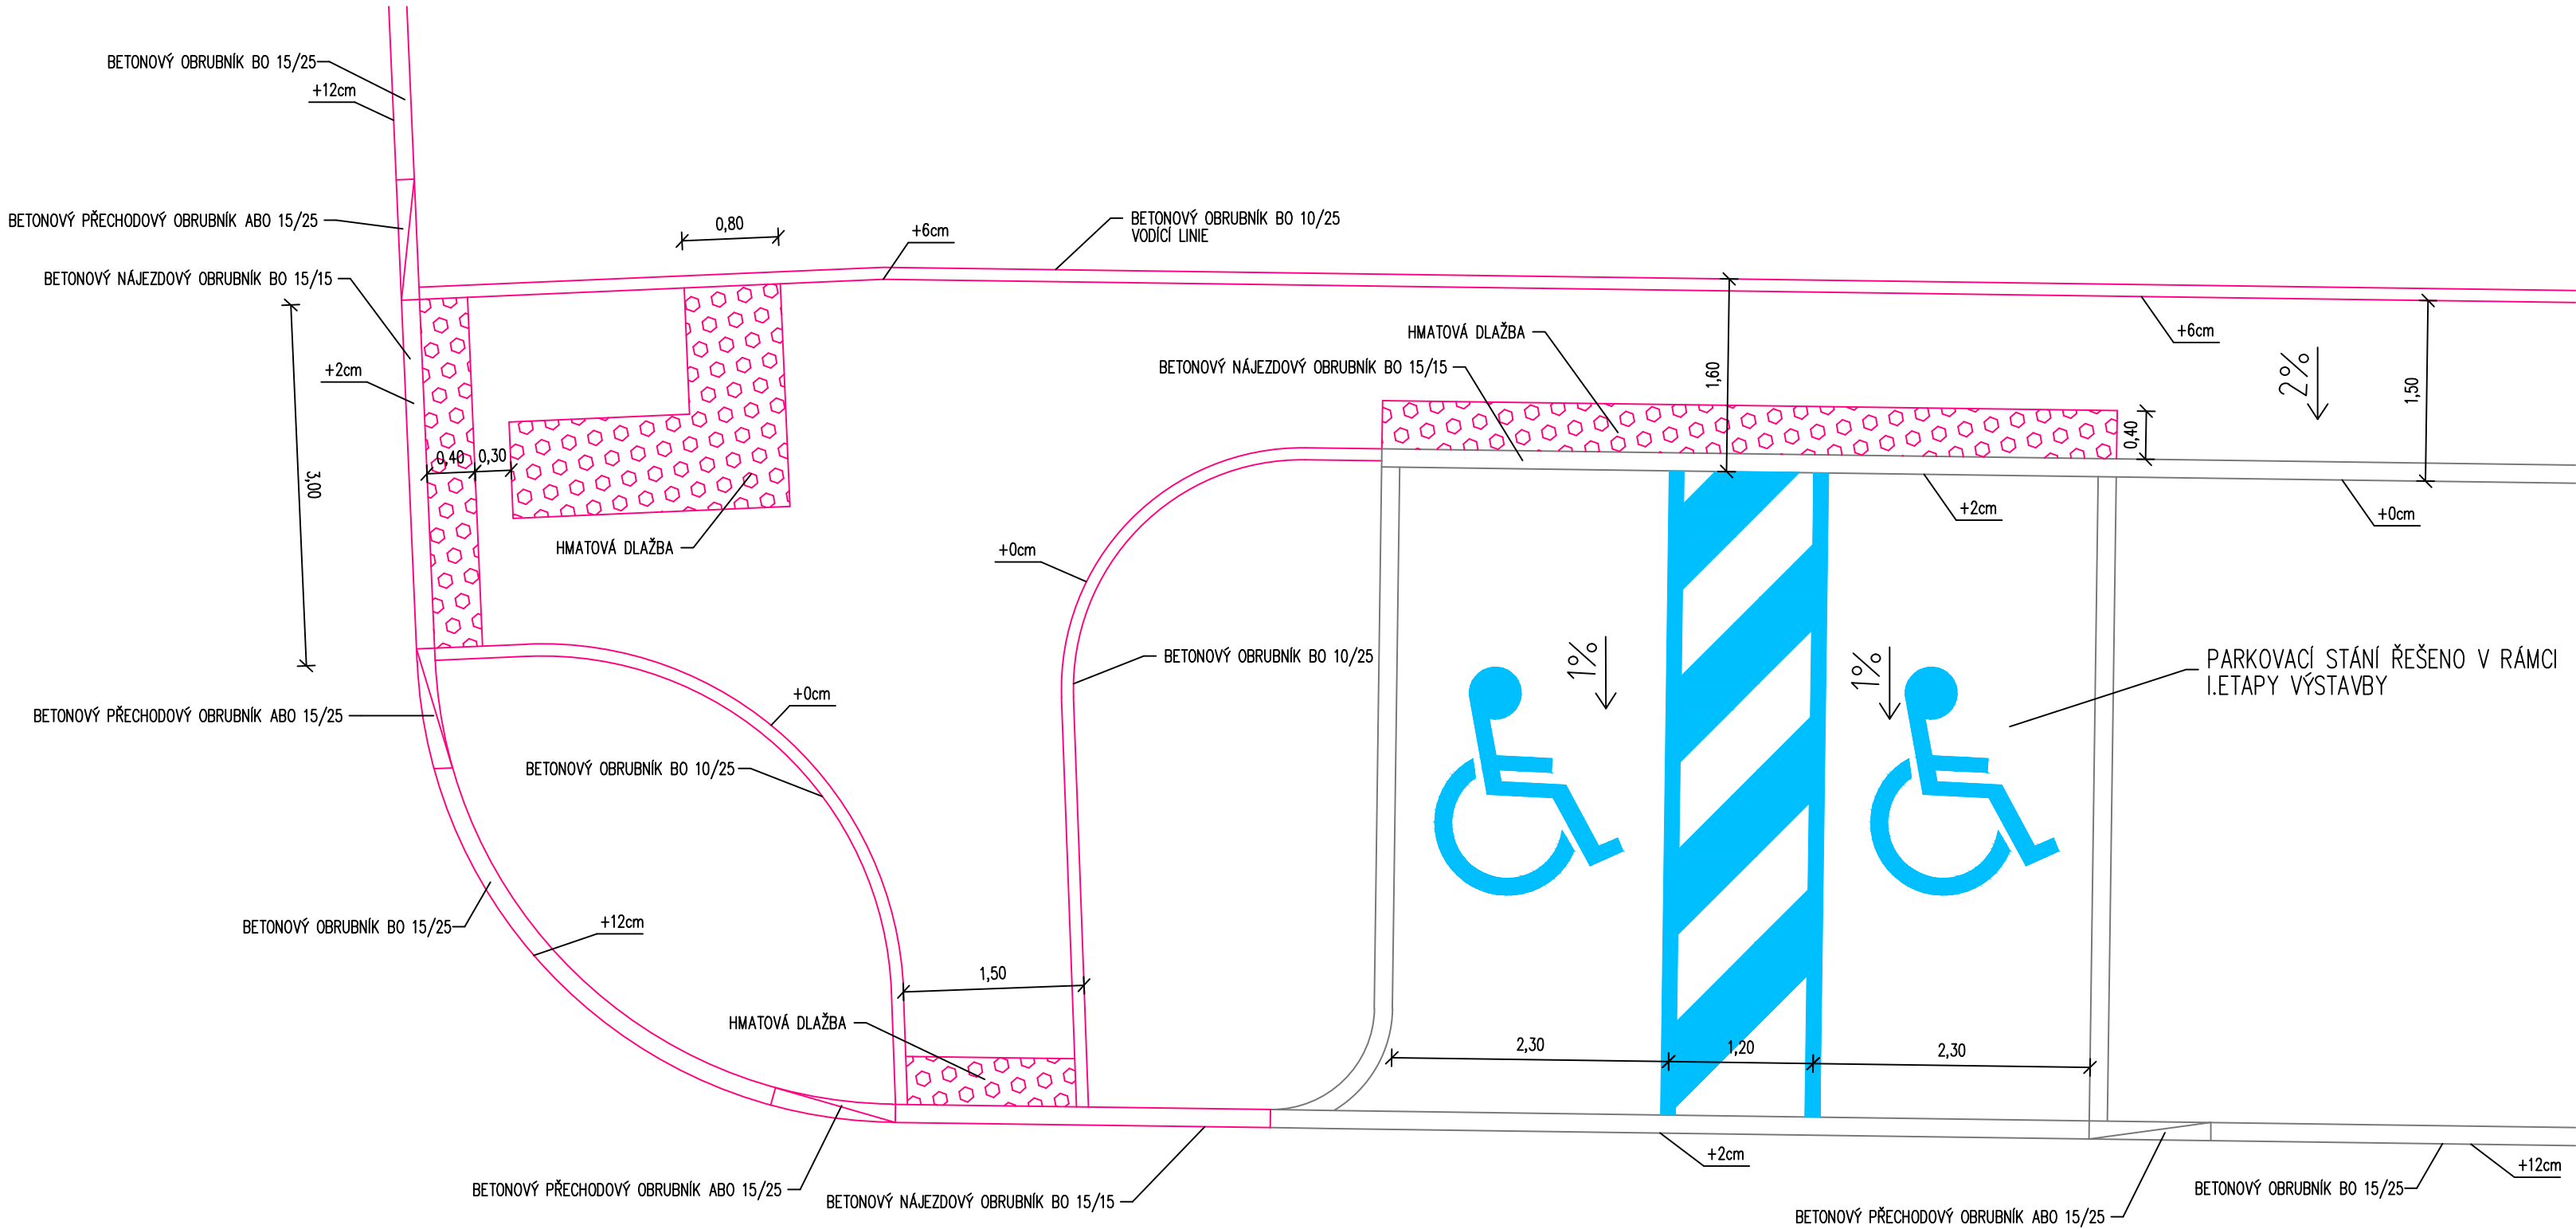 BETONOVÝ OBRUBNÍK BO 15/25
+12cm
BETONOVÝ PŘECHODOVÝ OBRUBNÍK ABO 15/25
0,80
+6cm
BETONOVÝ OBRUBNÍK BO 10/25
VODÍCÍ LINIE
BETONOVÝ NÁJEZDOVÝ OBRUBNÍK BO 15/15
+2cm
HMATOVÁ DLAŽBA
BETONOVÝ NÁJEZDOVÝ OBRUBNÍK BO 15/15
1,60
+6cm
2%
1,50
0,40
0,40
0,30
3,00
HMATOVÁ DLAŽBA
+0cm
+2cm
+0cm
BETONOVÝ OBRUBNÍK BO 10/25
1%
1%
PARKOVACÍ STÁNÍ ŘEŠENO V RÁMCI
I.ETAPY VÝSTAVBY
+0cm
BETONOVÝ PŘECHODOVÝ OBRUBNÍK ABO 15/25
BETONOVÝ OBRUBNÍK BO 10/25
BETONOVÝ OBRUBNÍK BO 15/25
+12cm
1,50
HMATOVÁ DLAŽBA
2,30
1,20
2,30
+2cm
+12cm
BETONOVÝ PŘECHODOVÝ OBRUBNÍK ABO 15/25
BETONOVÝ NÁJEZDOVÝ OBRUBNÍK BO 15/15
BETONOVÝ OBRUBNÍK BO 15/25
BETONOVÝ PŘECHODOVÝ OBRUBNÍK ABO 15/25